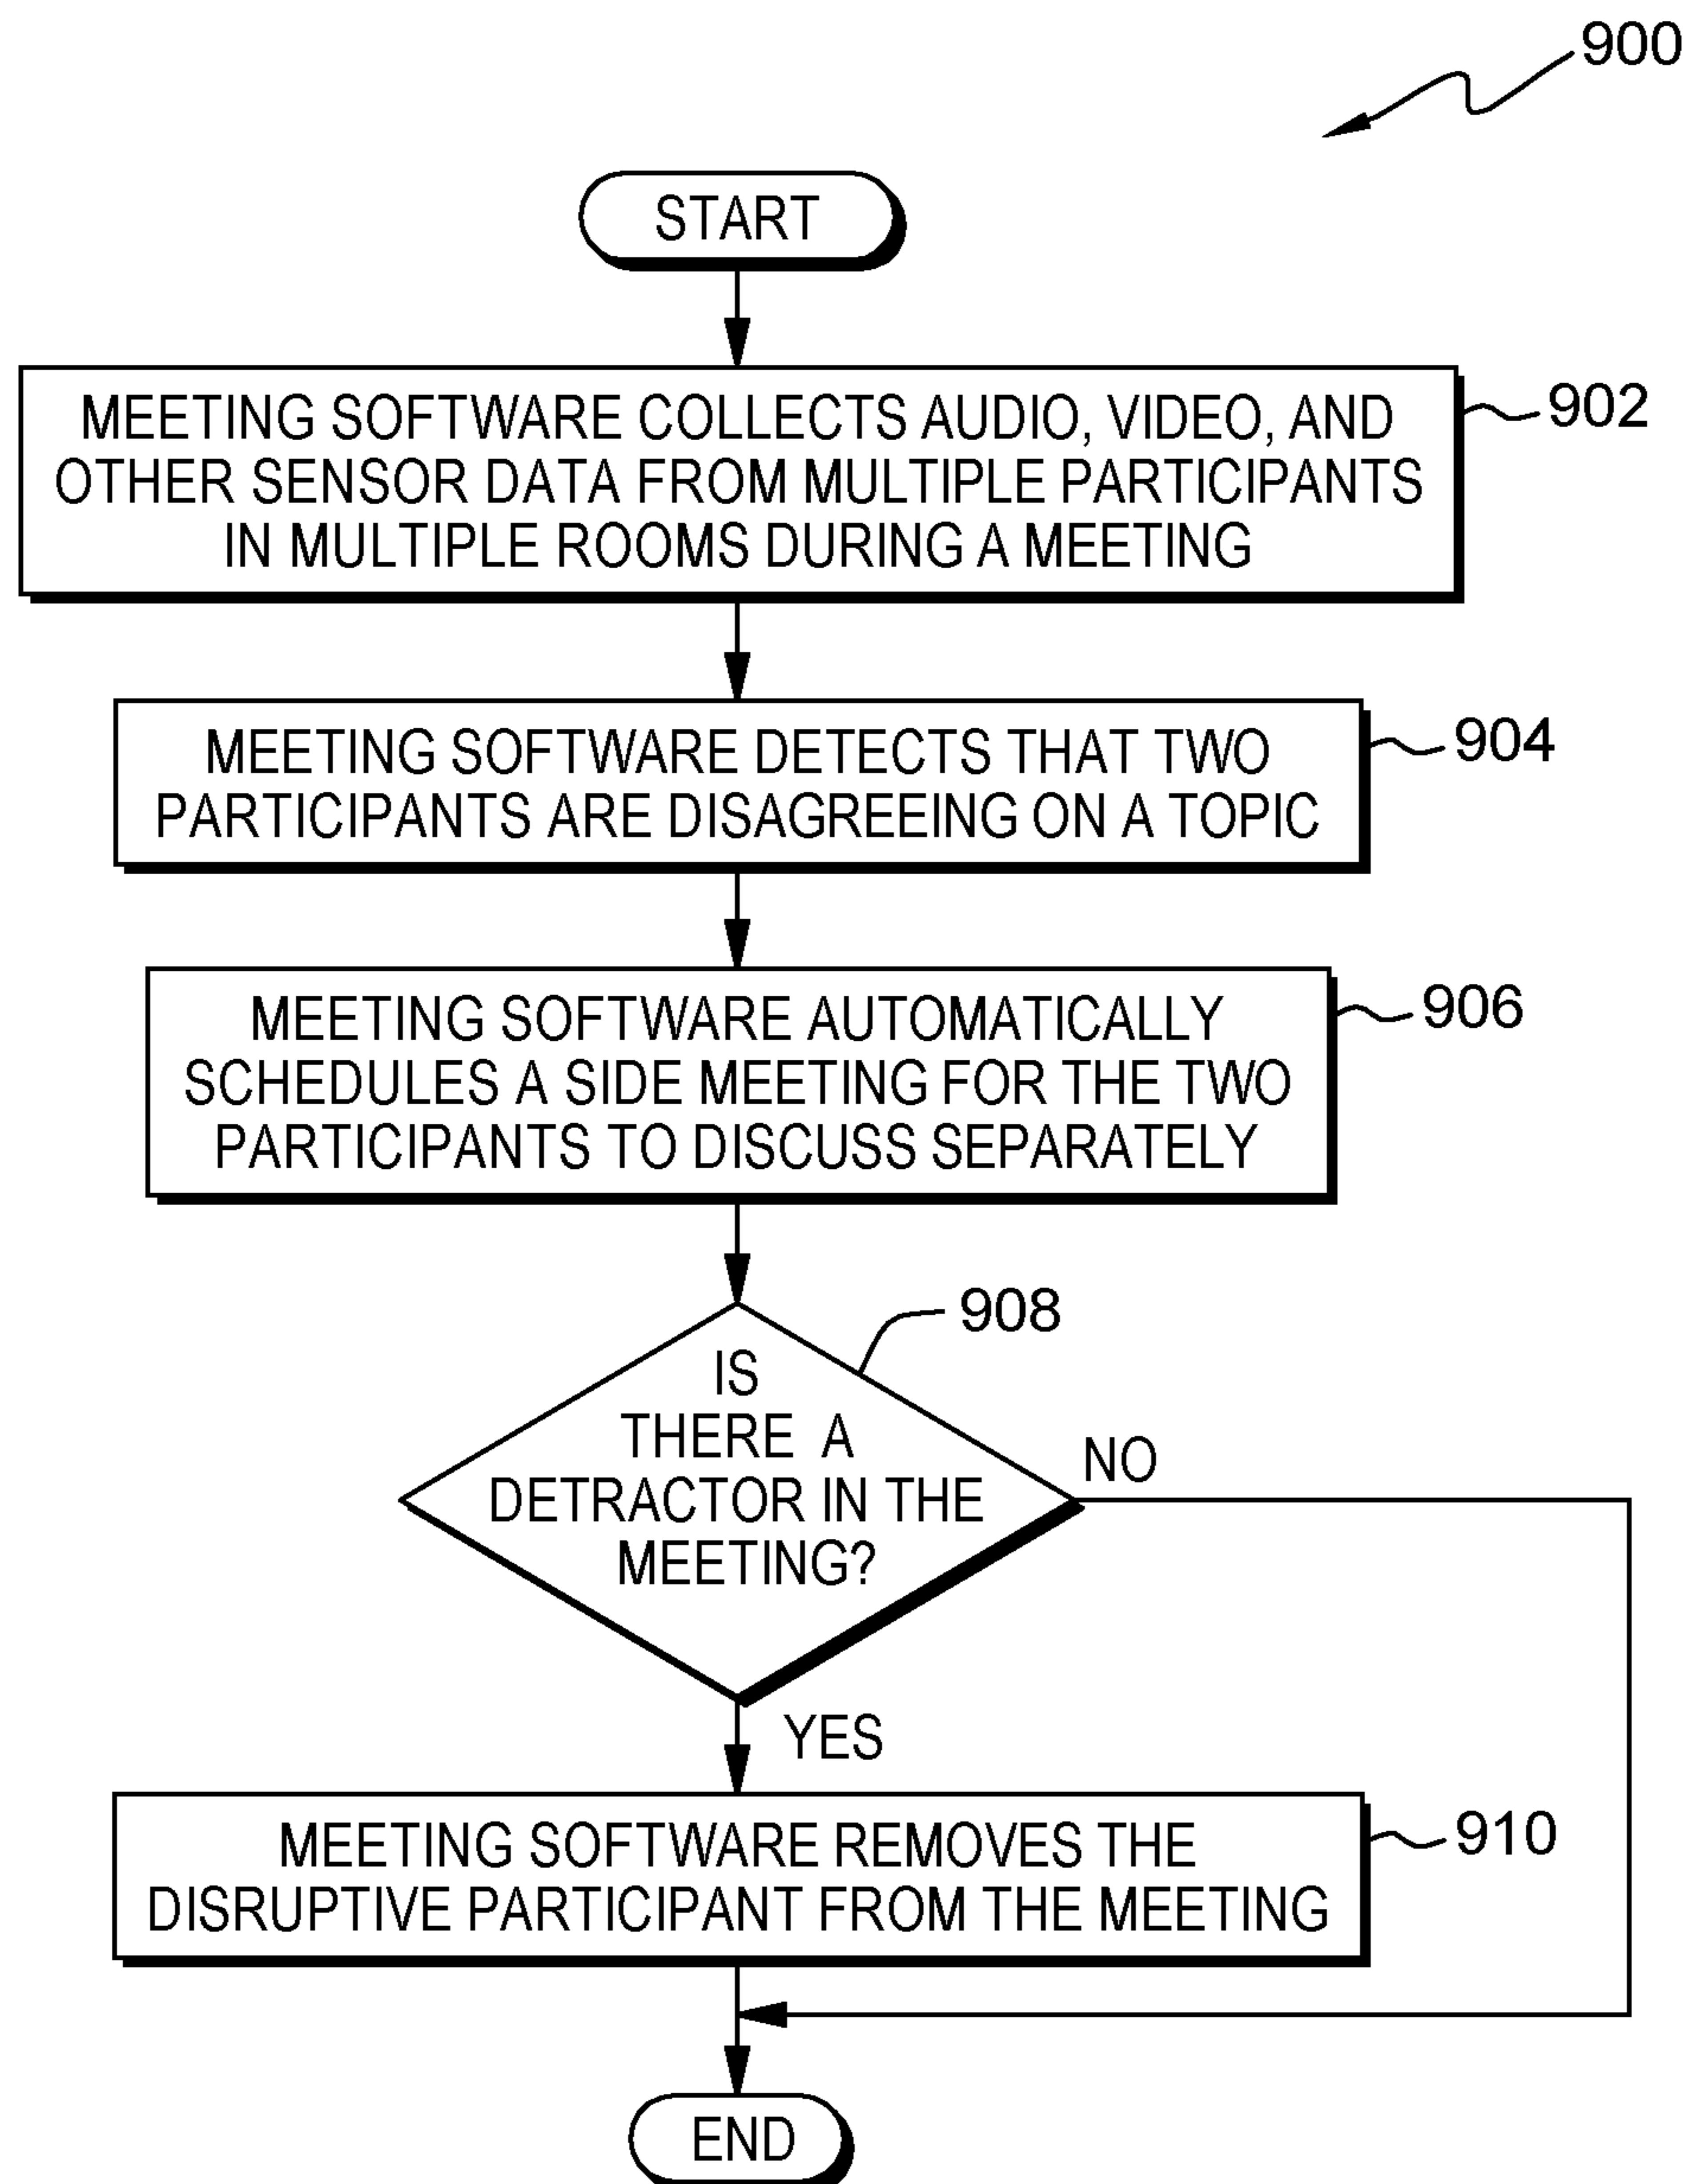 900
START
MEETING SOFTWARE COLLECTS AUDIO, VIDEO, AND
OTHER SENSOR DATA FROM MULTIPLE PARTICIPANTS
IN MULTIPLE ROOMS DURING A MEETING
902
MEETING SOFTWARE DETECTS THAT TWO
PARTICIPANTS ARE DISAGREEING ON A TOPIC
904
MEETING SOFTWARE AUTOMATICALLY
SCHEDULES A SIDE MEETING FOR THE TWO
PARTICIPANTS TO DISCUSS SEPARATELY
906
908
IS
THERE A
DETRACTOR IN THE
MEETING?
NO
YES
MEETING SOFTWARE REMOVES THE
DISRUPTIVE PARTICIPANT FROM THE MEETING
910
END